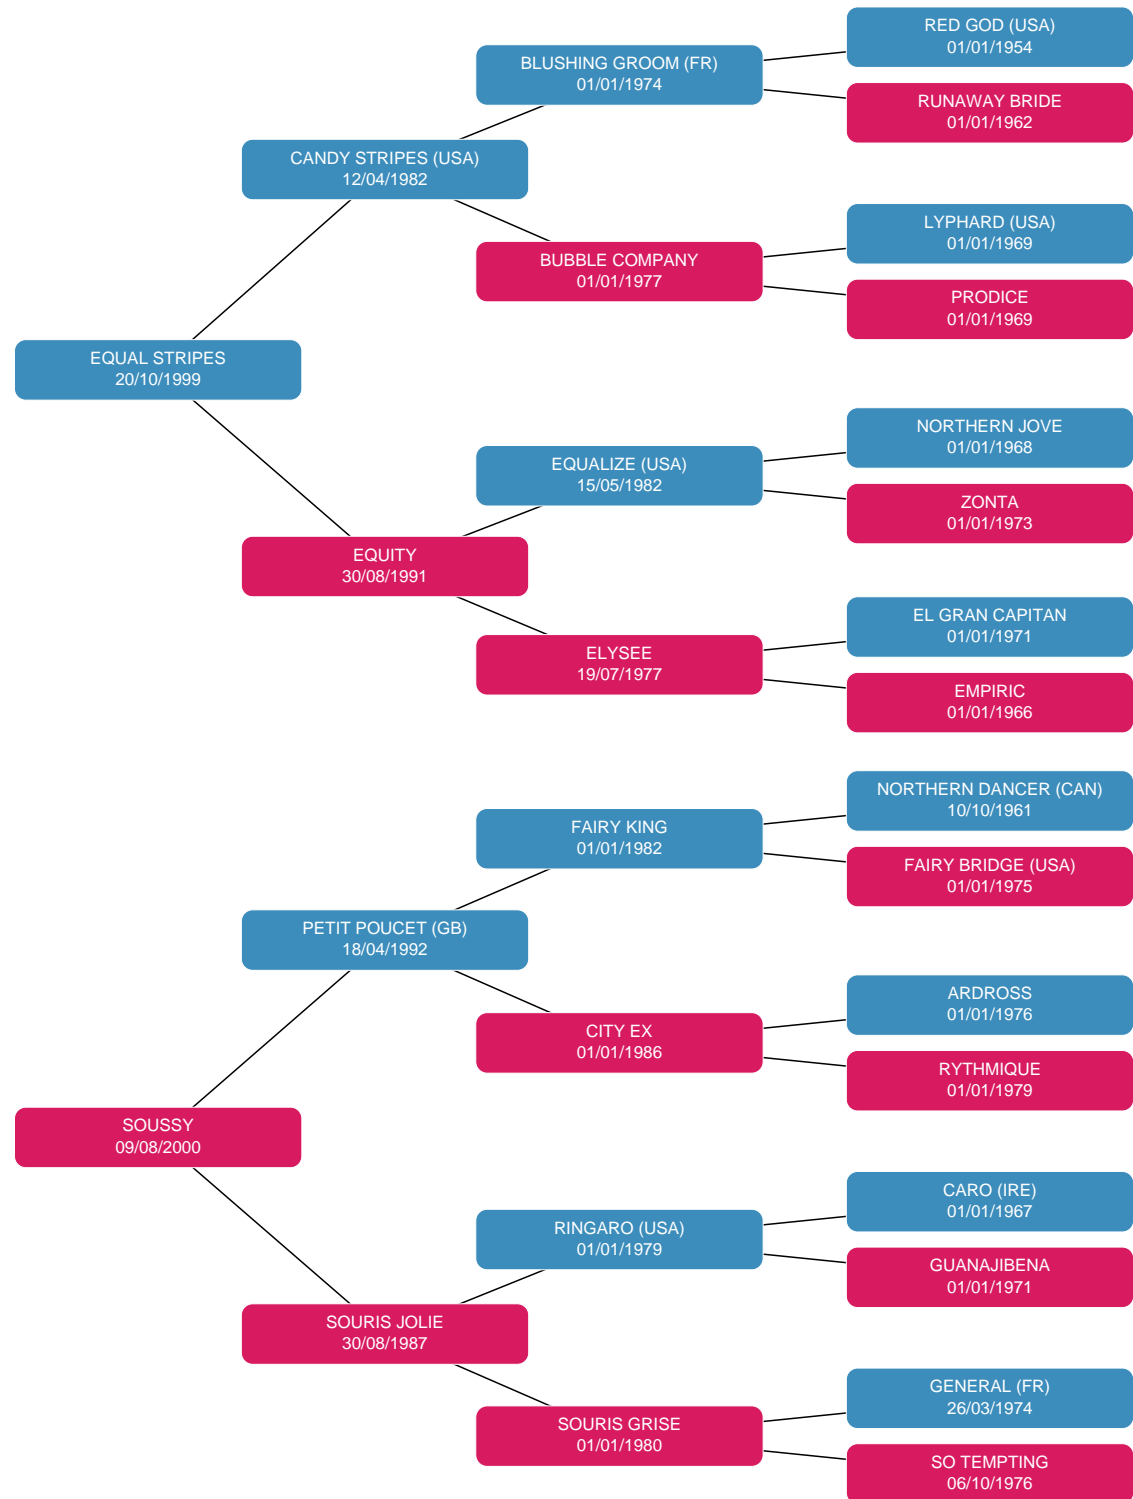 RED GOD (USA)
01/01/1954
BLUSHING GROOM (FR)
01/01/1974
RUNAWAY BRIDE
01/01/1962
CANDY STRIPES (USA)
12/04/1982
LYPHARD (USA)
01/01/1969
BUBBLE COMPANY
01/01/1977
PRODICE
01/01/1969
EQUAL STRIPES
20/10/1999
NORTHERN JOVE
01/01/1968
EQUALIZE (USA)
15/05/1982
ZONTA
01/01/1973
EQUITY
30/08/1991
EL GRAN CAPITAN
01/01/1971
ELYSEE
19/07/1977
EMPIRIC
01/01/1966
NORTHERN DANCER (CAN)
10/10/1961
FAIRY KING
01/01/1982
FAIRY BRIDGE (USA)
01/01/1975
PETIT POUCET (GB)
18/04/1992
ARDROSS
01/01/1976
CITY EX
01/01/1986
RYTHMIQUE
01/01/1979
SOUSSY
09/08/2000
CARO (IRE)
01/01/1967
RINGARO (USA)
01/01/1979
GUANAJIBENA
01/01/1971
SOURIS JOLIE
30/08/1987
GENERAL (FR)
26/03/1974
SOURIS GRISE
01/01/1980
SO TEMPTING
06/10/1976